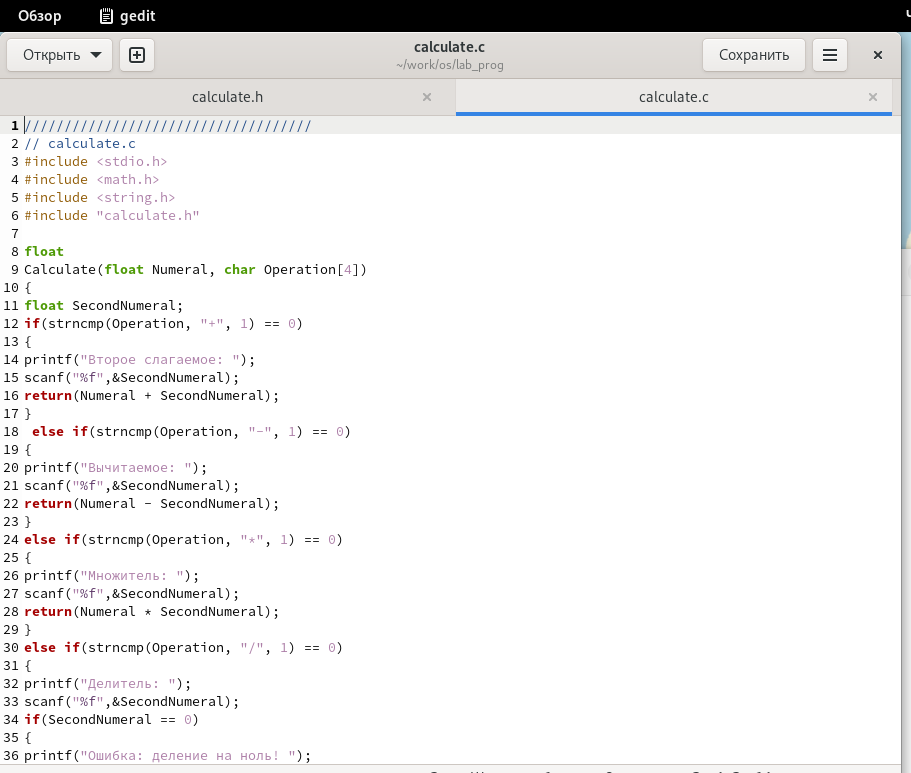 Обзор gedit
Открыть calculate.c Сохранить
~/work/os/lab_prog
calculate.h calculate.c
1 ////////////////////////////////////
2 // calculate.c
3 #include <stdio.h>
4 #include <math.h>
5 #include <string.h>
6 #include "calculate.h"
7
8 float
9 Calculate(float Numeral, char Operation[4])
10 {
11 float SecondNumeral;
12 if(strncmp(Operation, "+", 1) == 0)
13 {
14 printf("Второе слагаемое: ");
15 scanf("%f",&SecondNumeral);
16 return(Numeral + SecondNumeral);
17 }
18  else if(strncmp(Operation, "-", 1) == 0)
19 {
20 printf("Вычитаемое: ");
21 scanf("%f",&SecondNumeral);
22 return(Numeral - SecondNumeral);
23 }
24 else if(strncmp(Operation, "*", 1) == 0)
25 {
26 printf("Множитель: ");
27 scanf("%f",&SecondNumeral);
28 return(Numeral * SecondNumeral);
29 }
30 else if(strncmp(Operation, "/", 1) == 0)
31 {
32 printf("Делитель: ");
33 scanf("%f",&SecondNumeral);
34 if(SecondNumeral == 0)
35 {
36 printf("Ошибка: деление на ноль! ");